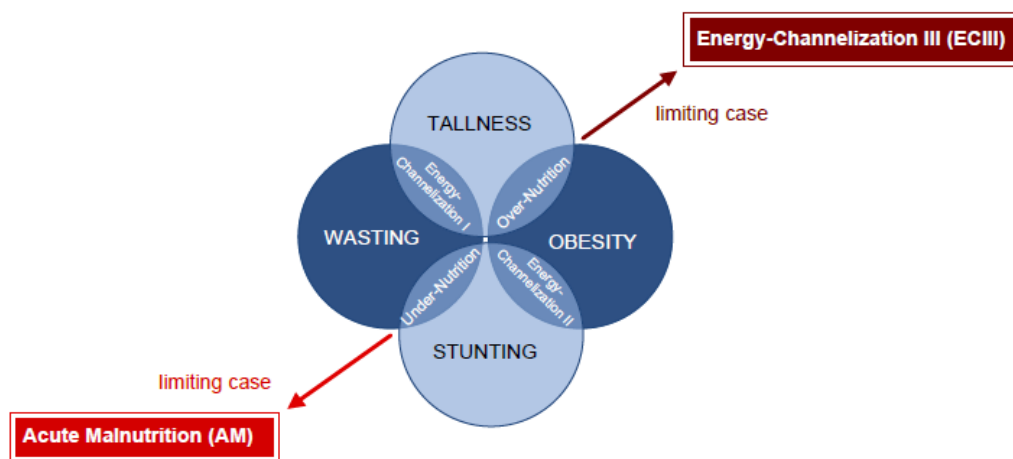 Energy-Channelization III (ECIII)
limiting case
TALLNESS
Energy-
Channelization I
Over-Nutrition
WASTING
OBESITY
Under-Nutrition
Energy-
Channelization II
STUNTING
limiting case
Acute Malnutrition (AM)